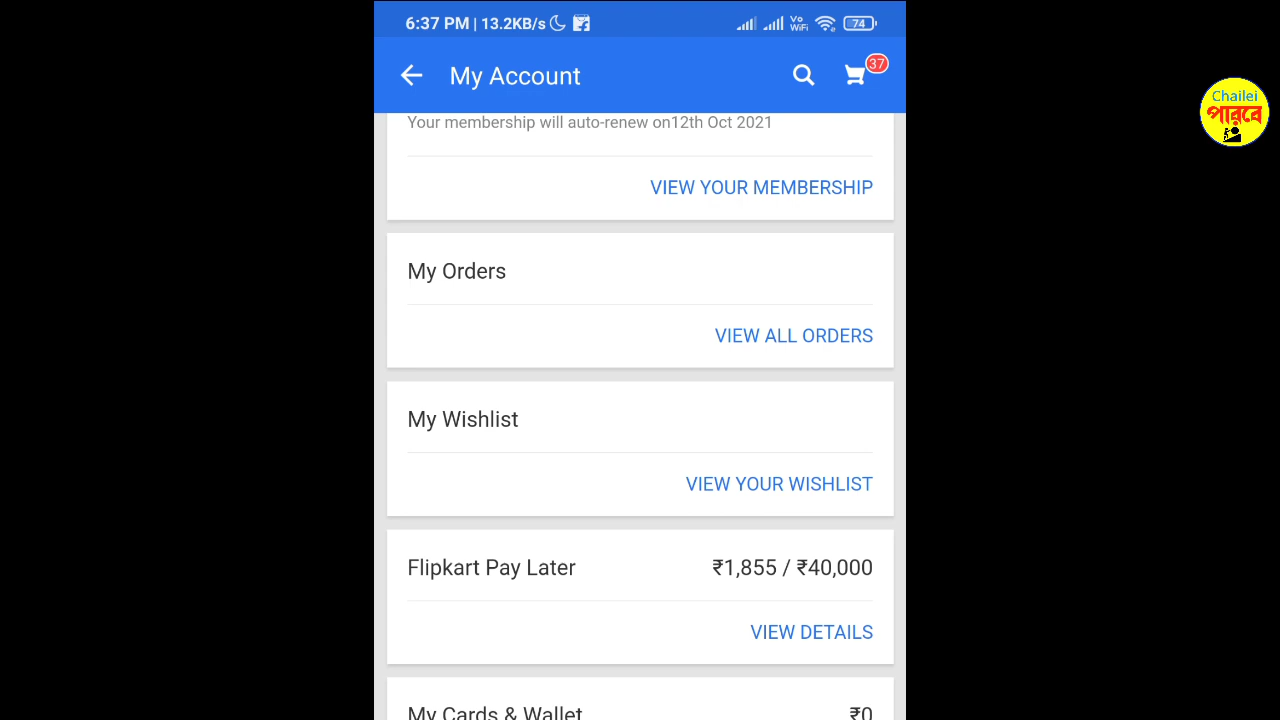 6:37 PM | 13.2KB/s
Vo
WiFi
74
My Account
37
Your membership will auto-renew on12th Oct 2021
VIEW YOUR MEMBERSHIP
My Orders
VIEW ALL ORDERS
My Wishlist
VIEW YOUR WISHLIST
Flipkart Pay Later ₹1,855 / ₹40,000
VIEW DETAILS
My Cards & Wallet ₹0
Chailei
পারবে